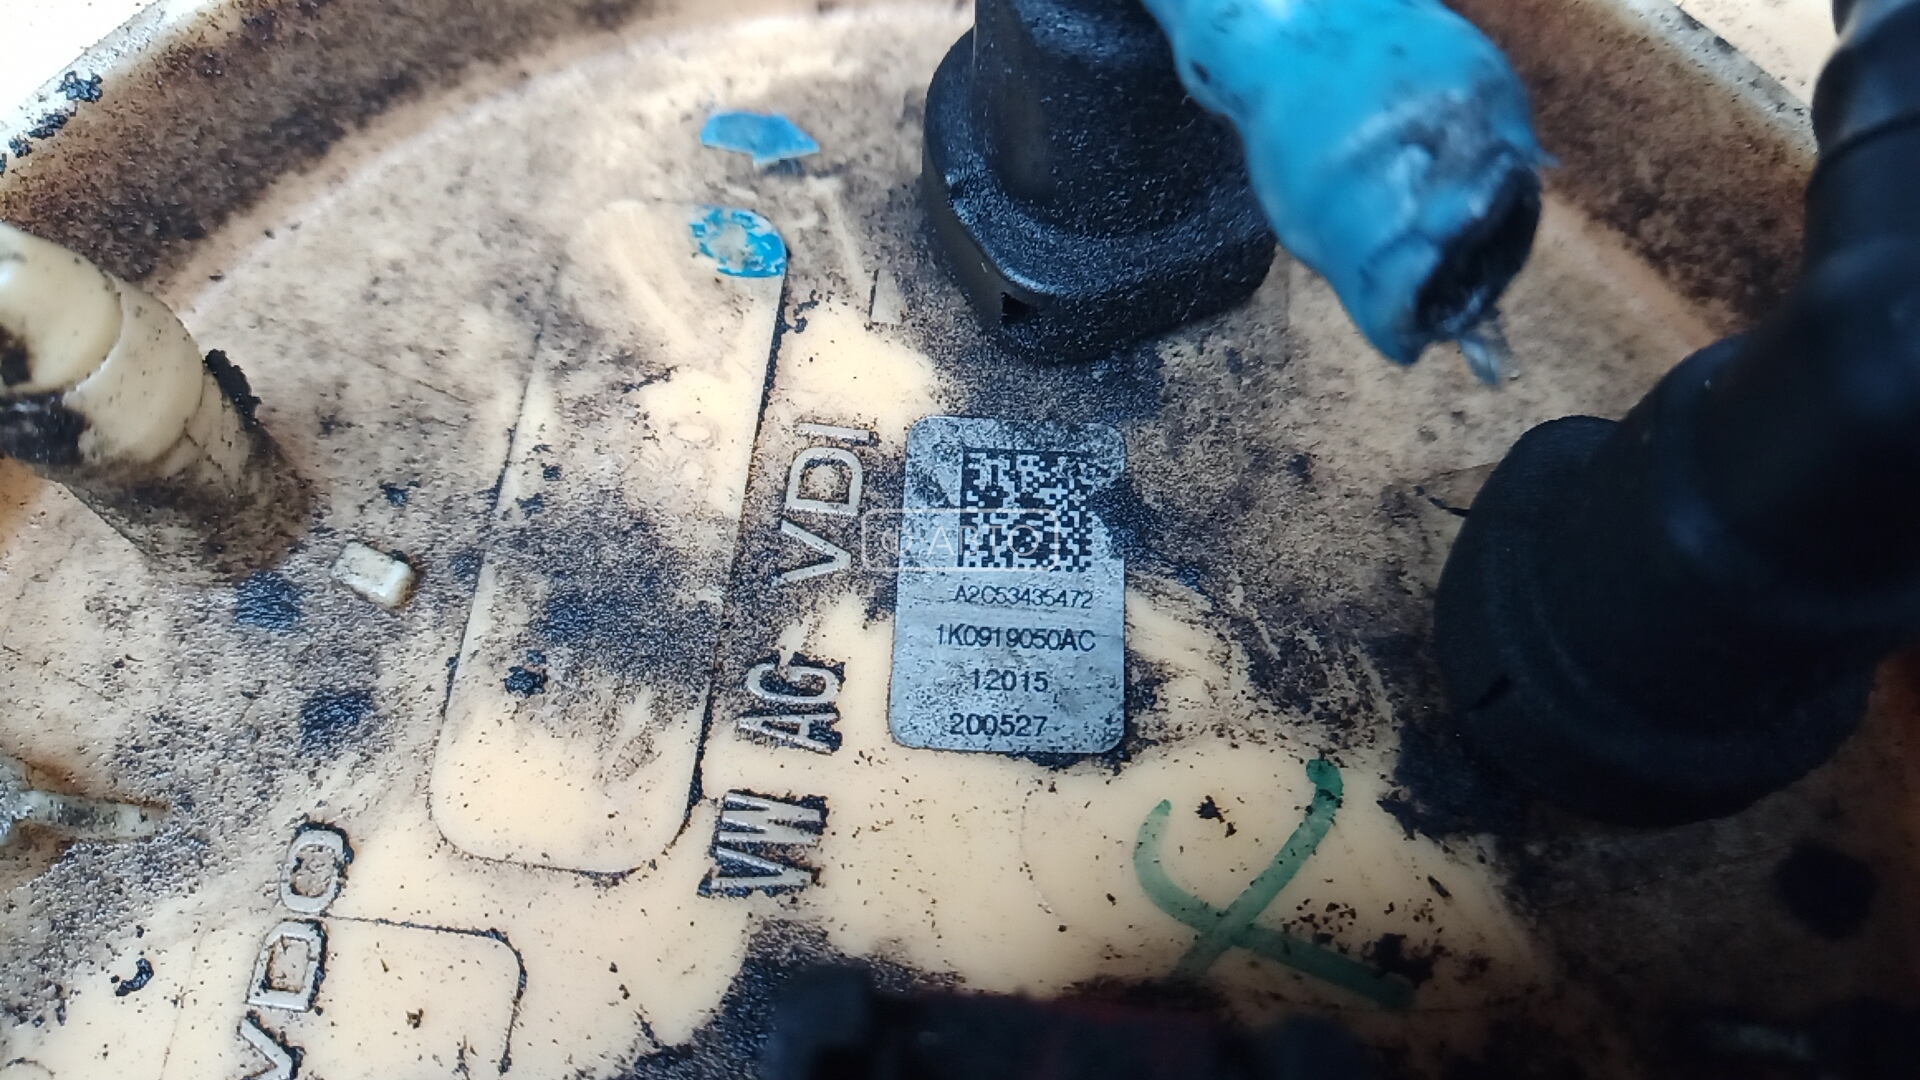 A2C53435472
1K0919050AC
12015
200527
VW AG VDI
VDO